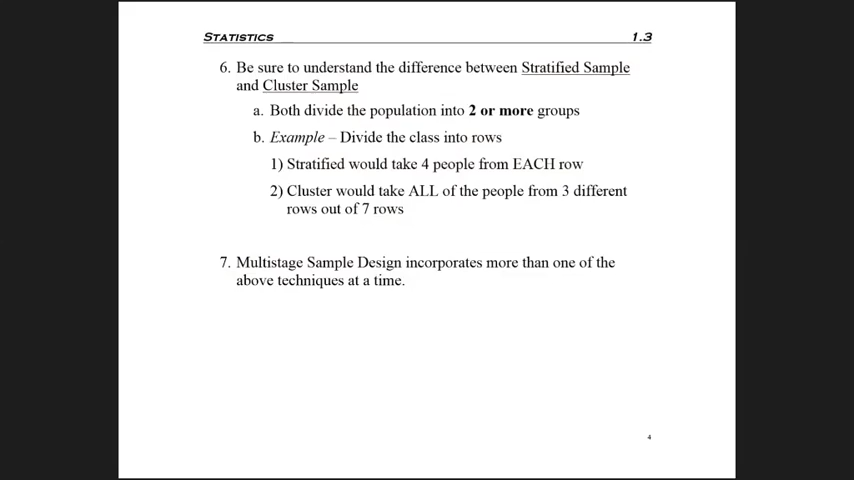 STATISTICS 1.3
6. Be sure to understand the difference between Stratified Sample
and Cluster Sample
a. Both divide the population into 2 or more groups
b. Example – Divide the class into rows
1) Stratified would take 4 people from EACH row
2) Cluster would take ALL of the people from 3 different
rows out of 7 rows
7. Multistage Sample Design incorporates more than one of the
above techniques at a time.
4